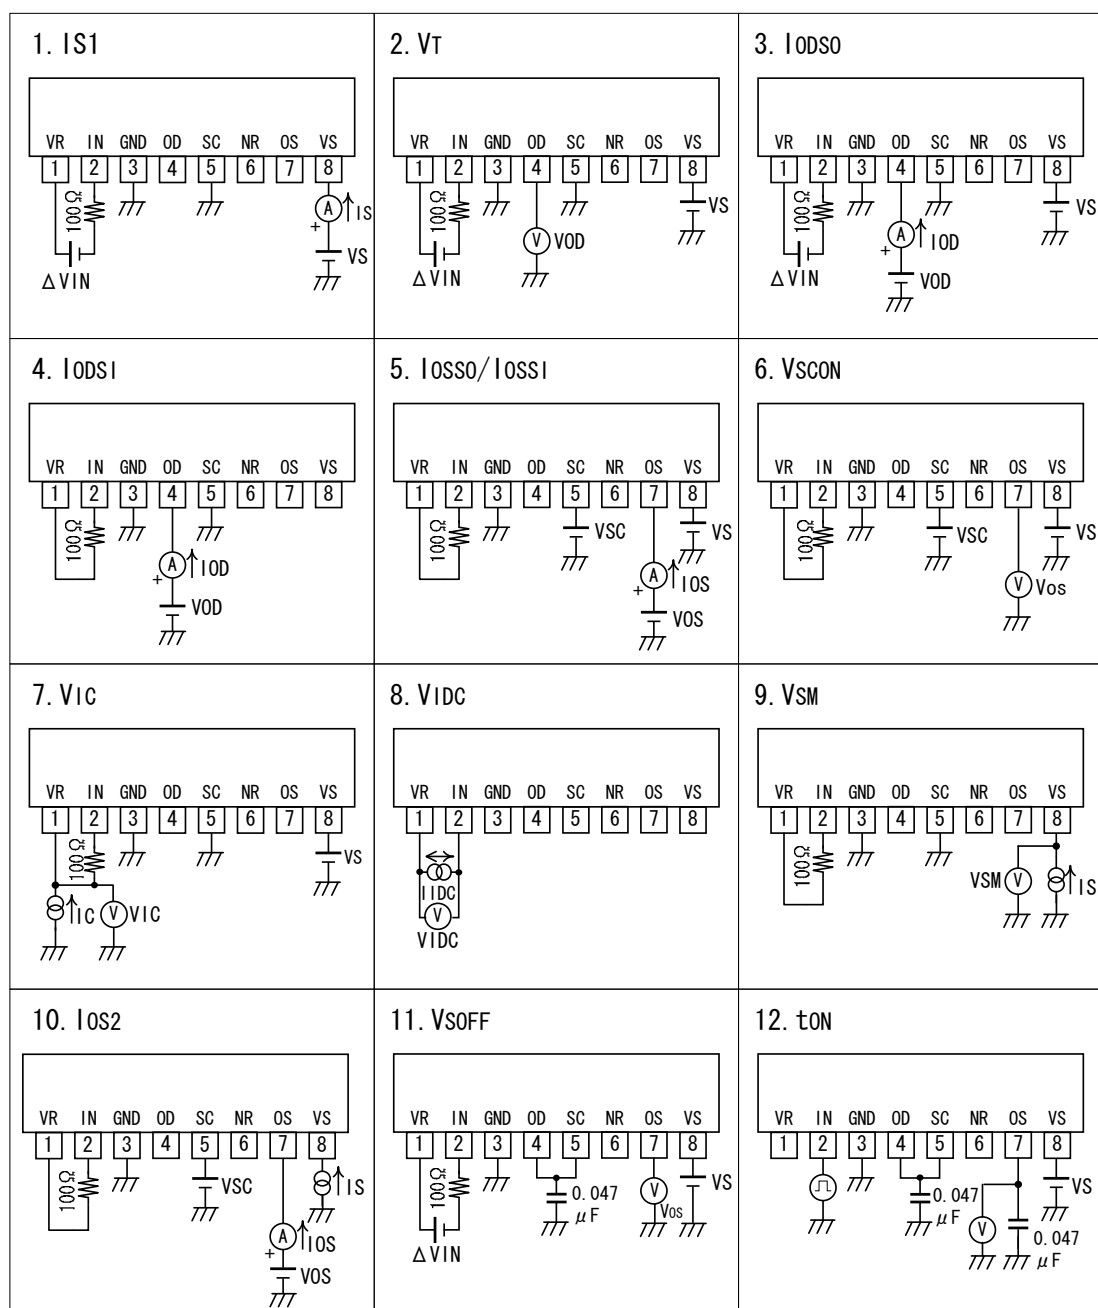 1. IS1
VR IN GND OD SC NR OS VS
1 2 3 4 5 6 7 8
100Ω
A
IS
+
VS
ΔVIN
2. VT
VR IN GND OD SC NR OS VS
1 2 3 4 5 6 7 8
100Ω
VS
V VOD
ΔVIN
3. IODSO
VR IN GND OD SC NR OS VS
1 2 3 4 5 6 7 8
100Ω
VS
A IOD
+
ΔVIN
VOD
4. IODSI
VR IN GND OD SC NR OS VS
1 2 3 4 5 6 7 8
100Ω
A IOD
+
VOD
5. IOSSO/IOSSI
VR IN GND OD SC NR OS VS
1 2 3 4 5 6 7 8
100Ω
VSC
VS
A IOS
+
VOS
6. VSCON
VR IN GND OD SC NR OS VS
1 2 3 4 5 6 7 8
100Ω
VSC
VS
V VOS
7. VIC
VR IN GND OD SC NR OS VS
1 2 3 4 5 6 7 8
100Ω
VS
IC V VIC
8. VIDC
VR IN GND OD SC NR OS VS
1 2 3 4 5 6 7 8
IIDC
V
VIDC
9. VSM
VR IN GND OD SC NR OS VS
1 2 3 4 5 6 7 8
100Ω
VSM V IS
10. IOS2
VR IN GND OD SC NR OS VS
1 2 3 4 5 6 7 8
100Ω
VSC
IS
A IOS
+
VOS
11. VSOFF
VR IN GND OD SC NR OS VS
1 2 3 4 5 6 7 8
100Ω
0.047
μF
V
VOS
VS
ΔVIN
12. tON
VR IN GND OD SC NR OS VS
1 2 3 4 5 6 7 8
0.047
μF
VS
V
0.047
μF